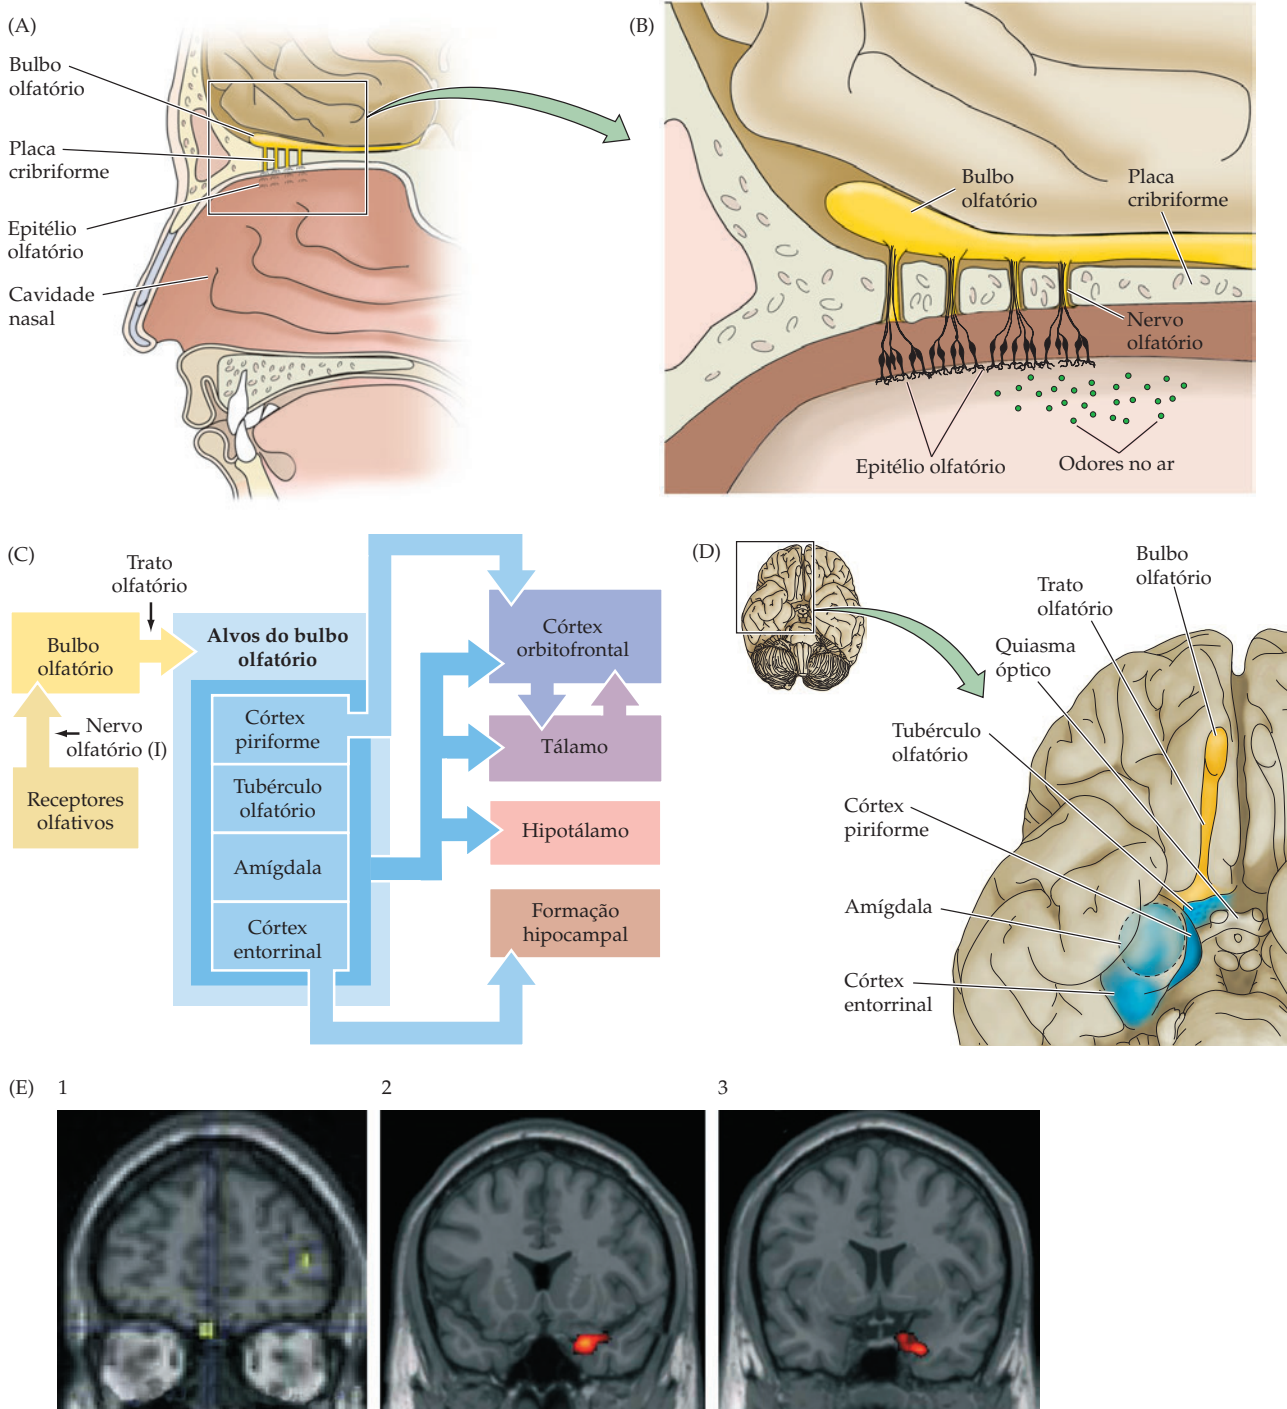 (A)
Bulbo
olfatório
Placa
cribriforme
Epitélio
olfatório
Cavidade
nasal
(B)
Bulbo
olfatório
Placa
cribriforme
Nervo
olfatório
Epitélio olfatório
Odores no ar
(C)
Trato
olfatório
Bulbo
olfatório
Nervo
olfatório (I)
Receptores
olfativos
Alvos do bulbo
olfatório
Córtex
piriforme
Tubérculo
olfatório
Amígdala
Córtex
entorrinal
Córtex
orbitofrontal
Tálamo
Hipotálamo
Formação
hipocampal
(D)
Bulbo
olfatório
Trato
olfatório
Quiasma
óptico
Tubérculo
olfatório
Córtex
piriforme
Amígdala
Córtex
entorrinal
(E)
1
2
3